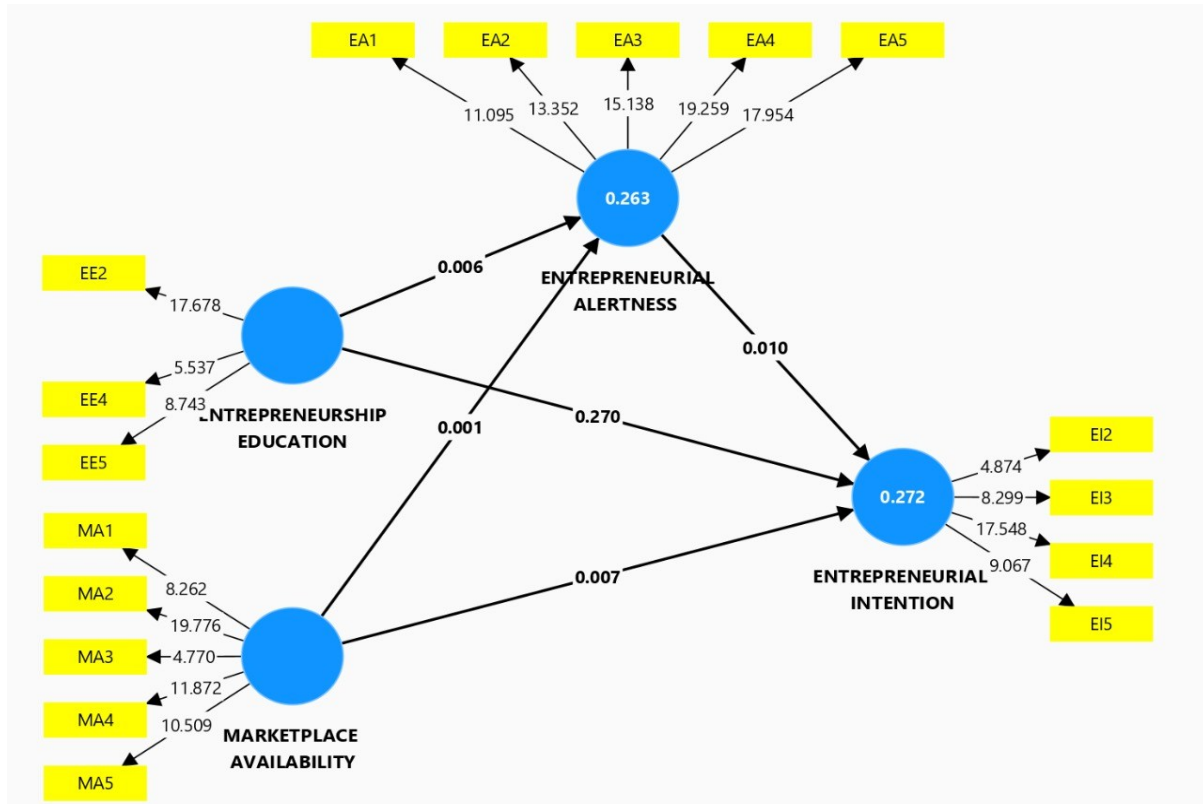 EA1
EA2
EA3
EA4
EA5
11.095
13.352
15.138
19.259
17.954
0.263
ENTREPRENEURIAL
ALERTNESS
EE2
EE4
EE5
17.678
5.537
8.743
ENTREPRENEURSHIP
EDUCATION
0.006
0.001
0.270
0.010
0.007
MA1
MA2
MA3
MA4
MA5
8.262
19.776
4.770
11.872
10.509
MARKETPLACE
AVAILABILITY
0.272
ENTREPRENEURIAL
INTENTION
4.874
8.299
17.548
9.067
EI2
EI3
EI4
EI5